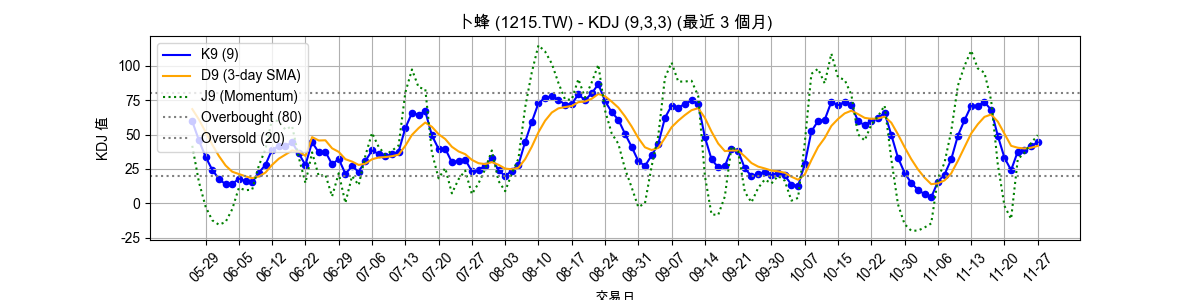 卜蜂 (1215.TW) - KDJ (9,3,3) (最近 3 個月)
KDJ 值
100
75
50
25
0
-25
K9 (9)
D9 (3-day SMA)
J9 (Momentum)
Overbought (80)
Oversold (20)
05-29 06-05 06-12 06-22 06-29 07-06 07-13 07-20 07-27 08-03 08-10 08-17 08-24 08-31 09-07 09-14 09-21 09-30 10-07 10-15 10-22 10-30 11-06 11-13 11-20 11-27
交易日